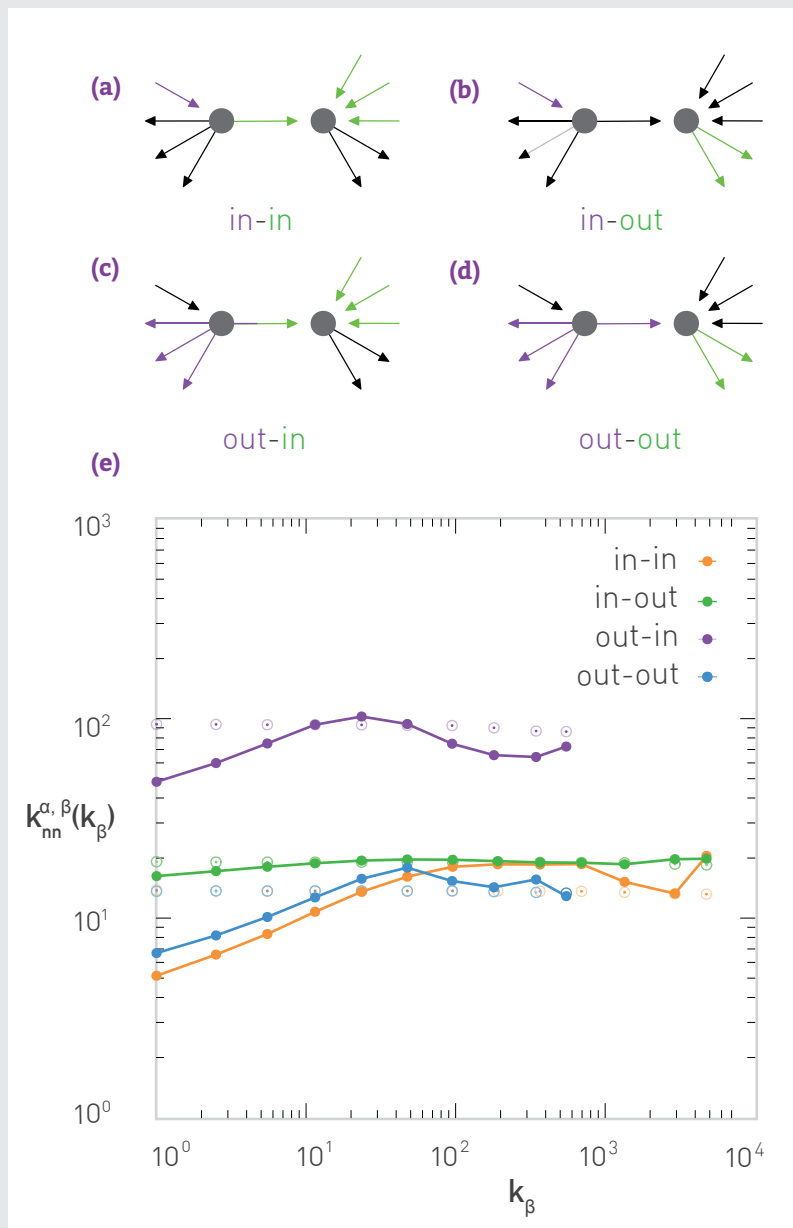 (a)
(b)
in-in
in-out
(c)
(d)
out-in
out-out
(e)
10³
in-in
in-out
out-in
out-out
10²
k_nn^α, β(k_β)
10¹
10⁰
10⁰ 10¹ 10² 10³ 10⁴
k_β